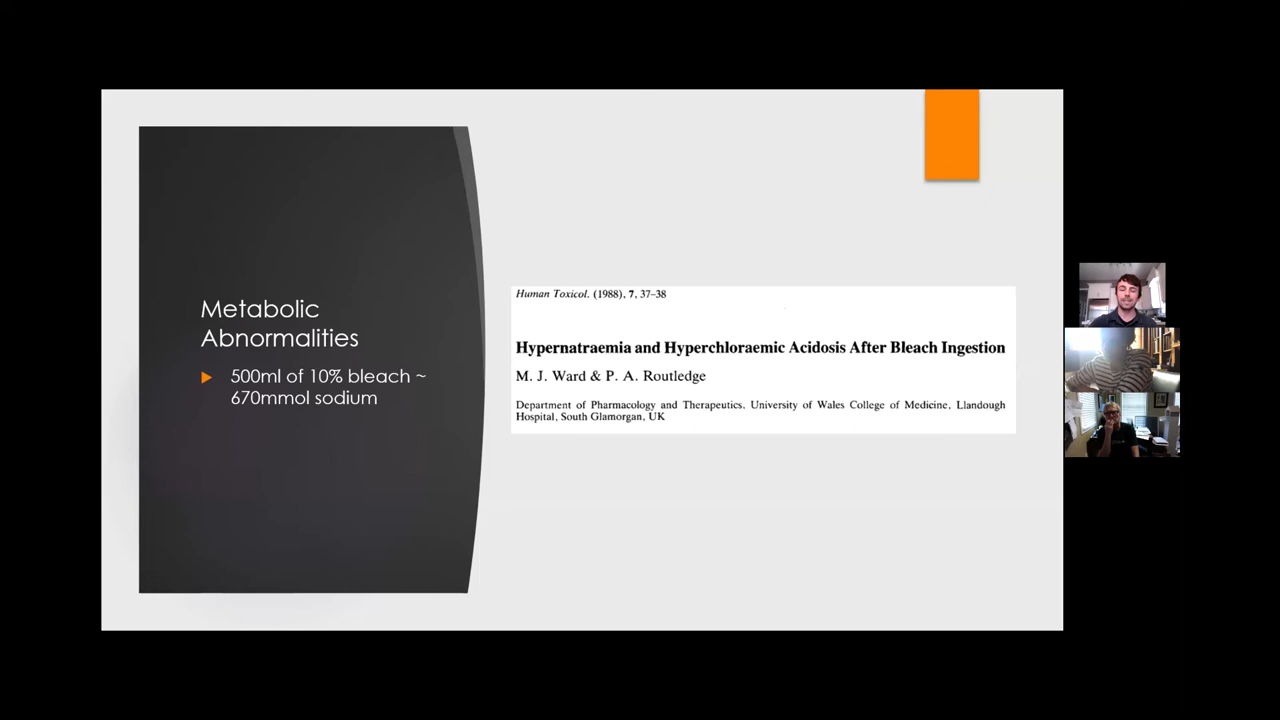 Metabolic
Abnormalities
500ml of 10% bleach ~
670mmol sodium
Human Toxicol. (1988), 7, 37–38
Hypernatraemia and Hyperchloraemic Acidosis After Bleach Ingestion
M. J. Ward & P. A. Routledge
Department of Pharmacology and Therapeutics, University of Wales College of Medicine, Llandough
Hospital, South Glamorgan, UK